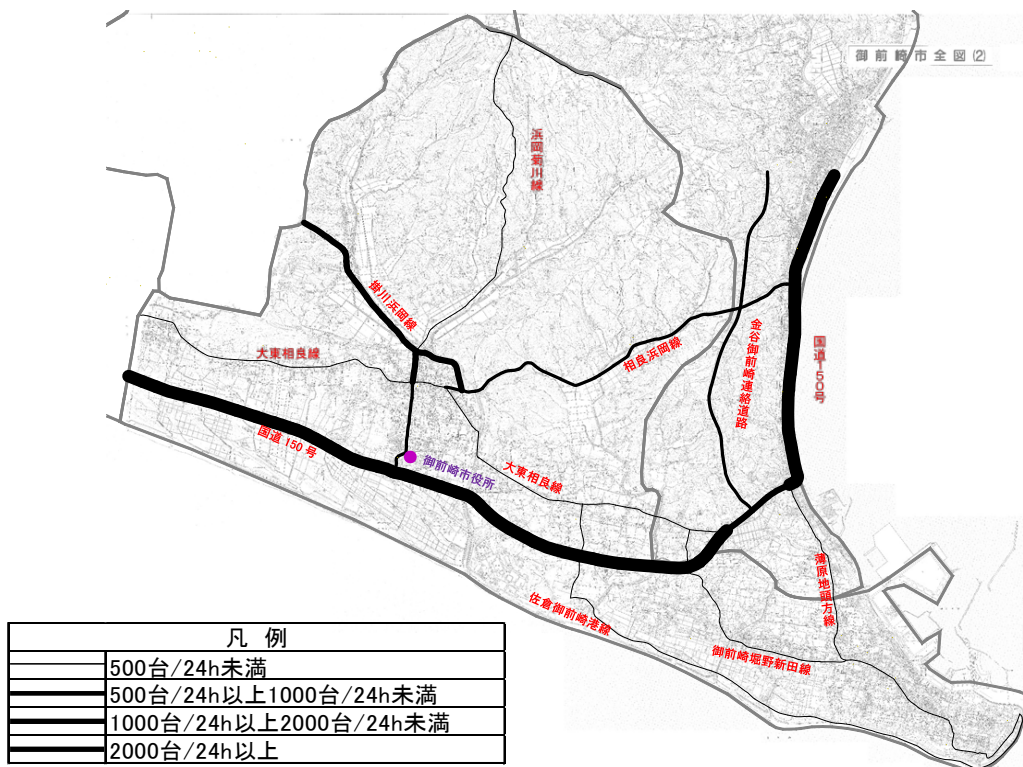 御前崎市全図(2)
浜岡菊川線
掛川浜岡線
大東相良線
相良浜岡線
金谷御前崎連絡道路
国道150号
国道150号
御前崎市役所
大東相良線
薄原地頭方線
佐倉御前崎港線
御前崎堀野新田線
凡 例
500台/24h未満
500台/24h以上1000台/24h未満
1000台/24h以上2000台/24h未満
2000台/24h以上